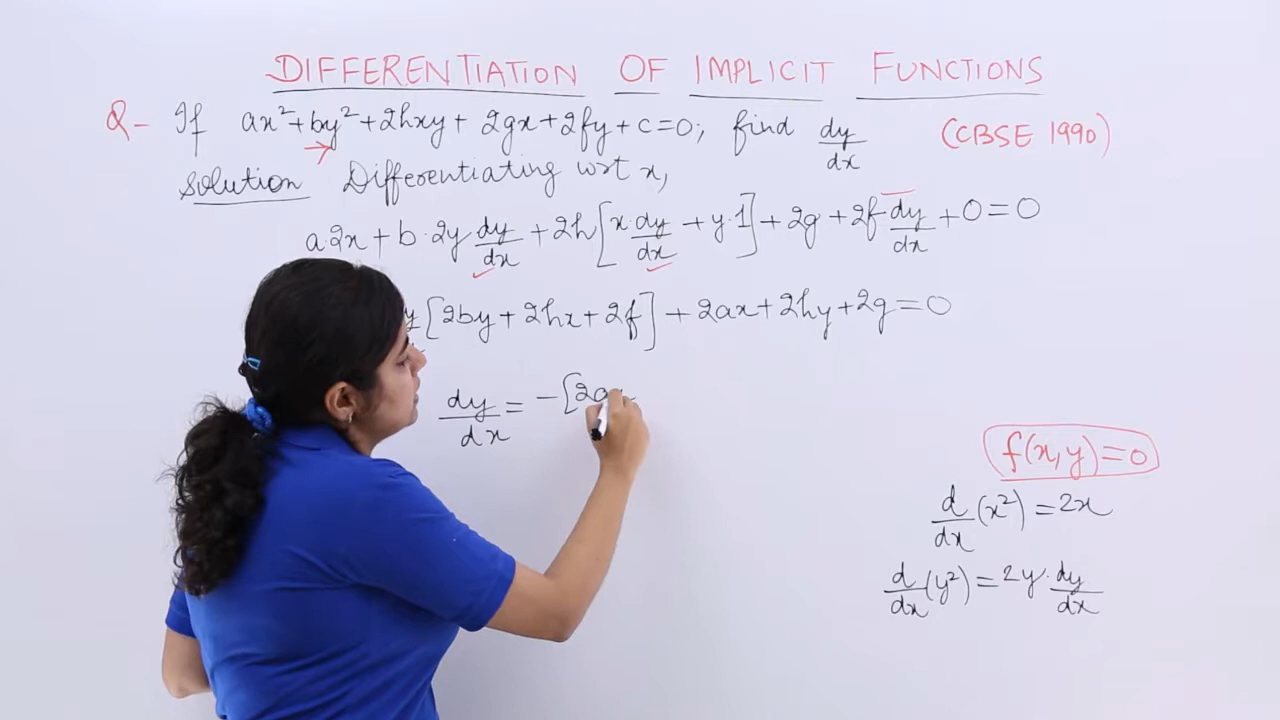 DIFFERENTIATION OF IMPLICIT FUNCTIONS
Q- If ax²+by²+2hxy+2gx+2fy+c=0; find dy/dx (CBSE 1990)
Solution Differentiating wrt x,
a.2x+b.2y dy/dx+2h[x.dy/dx+y.1]+2g+2f dy/dx+0=0
y[2by+2hx+2f]+2ax+2hy+2g=0
dy/dx=-[2a
f(x,y)=0
d/dx(x²)=2x
d/dx(y²)=2y.dy/dx